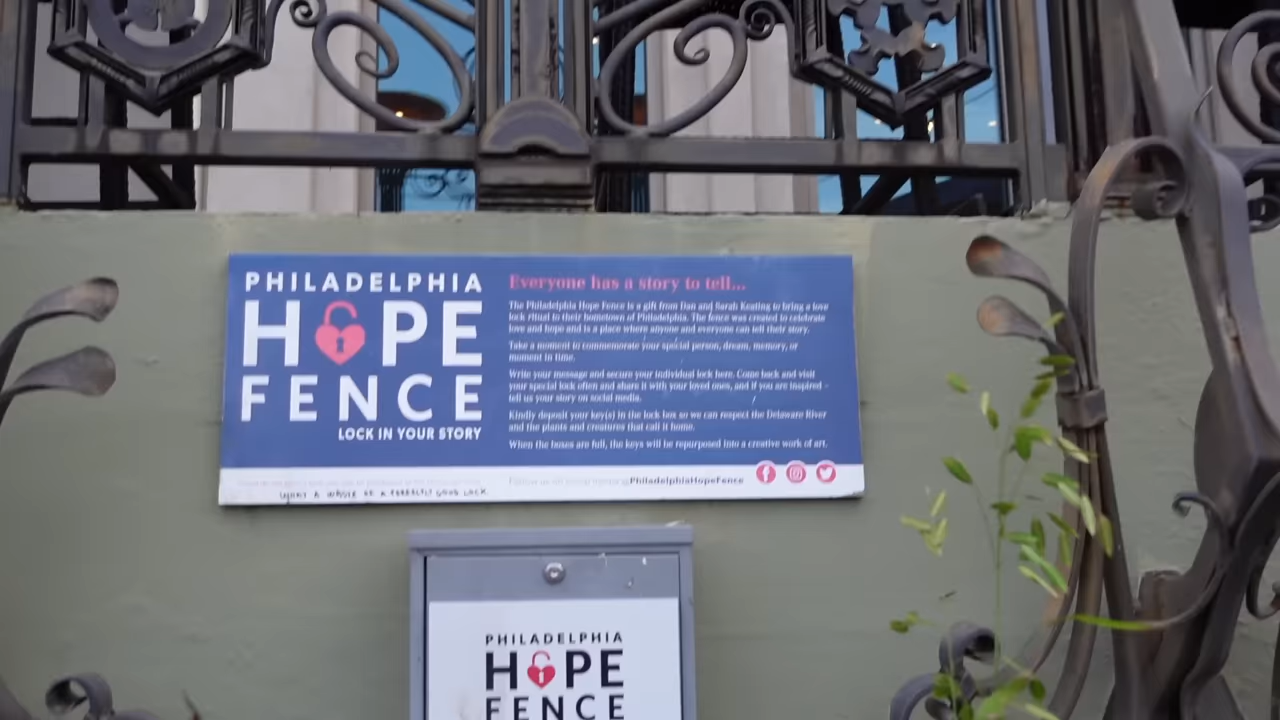 PHILADELPHIA
HOPE
FENCE
LOCK IN YOUR STORY
Everyone has a story to tell...
The Philadelphia Hope Fence is a gift from Dan and Sarah Keating to bring a love
lock ritual to their hometown of Philadelphia. The fence was created to celebrate
love and hope and is a place where anyone and everyone can tell their story.
Take a moment to commemorate your special person, dream, memory, or
moment in time.
Write your message and secure your individual lock here. Come back and visit
your special lock often and share it with your loved ones, and if you are inspired –
tell us your story on social media.
Kindly deposit your key(s) in the lock box so we can respect the Delaware River
and the plants and creatures that call it home.
When the boxes are full, the keys will be repurposed into a creative work of art.
WHAT A WASTE OF A PERFECTLY GOOD LOCK
@PhiladelphiaHopeFence
PHILADELPHIA
HOPE
FENCE